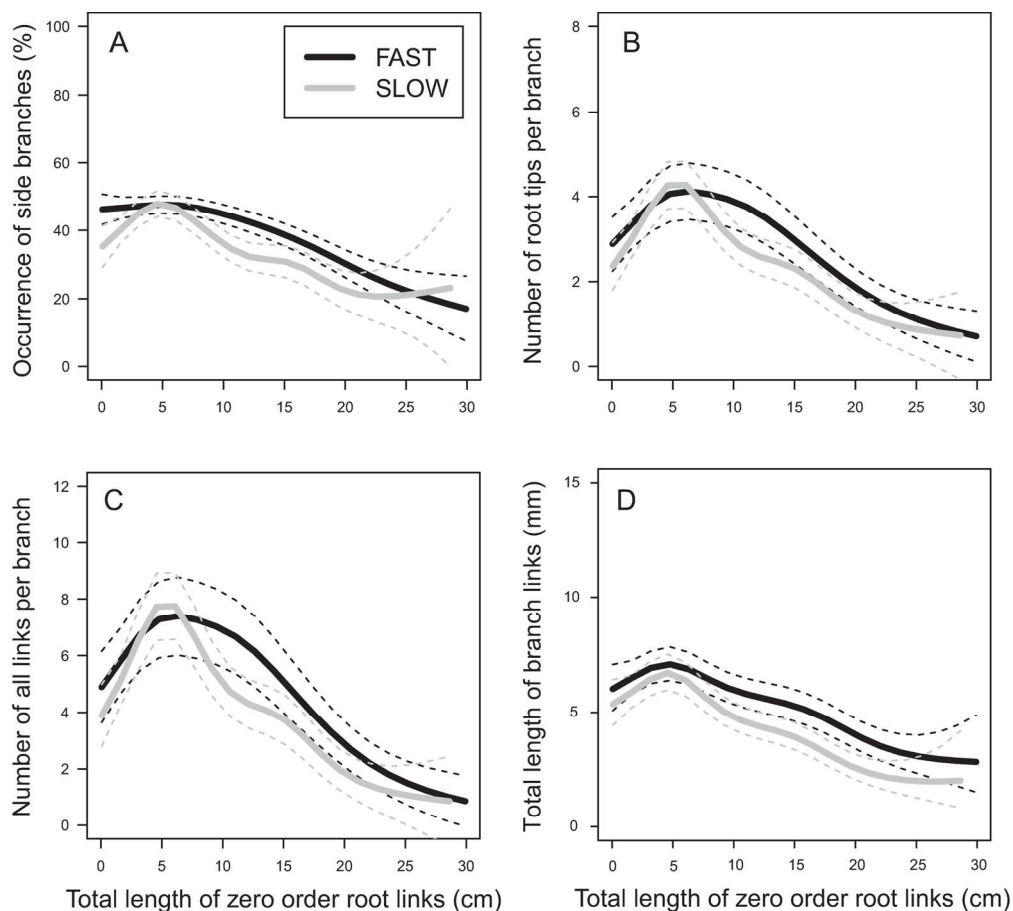 A
Occurrence of side branches (%)
100
80
60
40
20
0
FAST
SLOW
0 5 10 15 20 25 30
B
Number of root tips per branch
8
6
4
2
0
0 5 10 15 20 25 30
C
Number of all links per branch
12
10
8
6
4
2
0
0 5 10 15 20 25 30
Total length of zero order root links (cm)
D
Total length of branch links (mm)
15
10
5
0
0 5 10 15 20 25 30
Total length of zero order root links (cm)